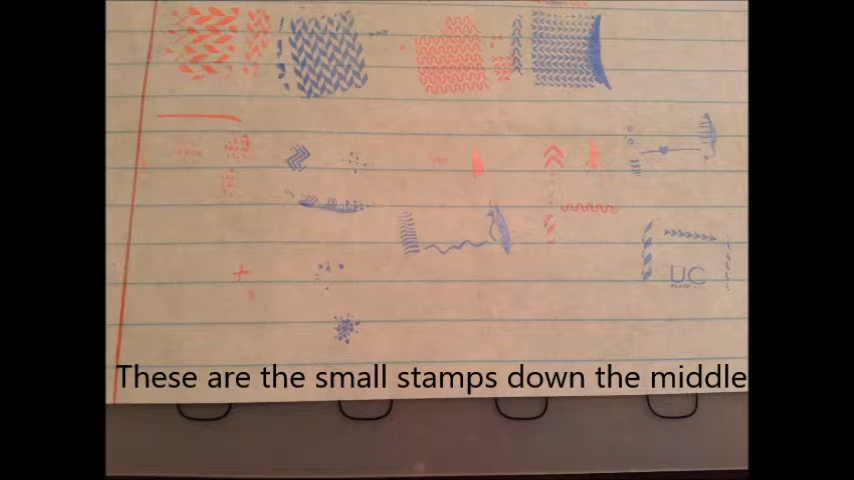 UC
These are the small stamps down the middle